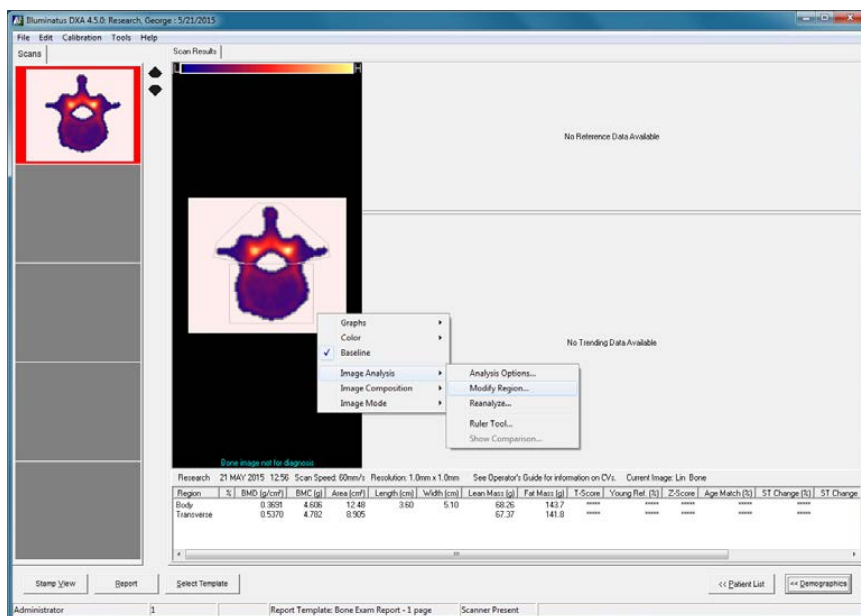 Illuminatus DXA 4.5.0: Research, George : 5/21/2015
File Edit Calibration Tools Help
Scans
Scan Results
L H
No Reference Data Available
Graphs
Color
Baseline
Image Analysis
Image Composition
Image Mode
Analysis Options...
Modify Region...
Reanalyze...
Ruler Tool...
Show Comparison...
No Trending Data Available
Bone image not for diagnosis
Research 21 MAY 2015 12:56 Scan Speed: 60mm/s Resolution: 1.0mm x 1.0mm See Operator's Guide for information on CVs. Current Image: Lin Bone
Region % BMD (g/cm²) BMC (g) Area (cm²) Length (cm) Width (cm) Lean Mass (g) Fat Mass (g) T-Score Young Ref. (%) Z-Score Age Match (%) ST Change (%) ST Change
Body 0.3691 4.606 12.48 3.60 5.10 68.26 143.7 ***** ***** ***** ***** *****
Transverse 0.5370 4.782 8.905 67.37 141.8 ***** ***** ***** ***** *****
Stamp View Report Select Template << Patient List << Demographics
Administrator 1 Report Template: Bone Exam Report - 1 page Scanner Present